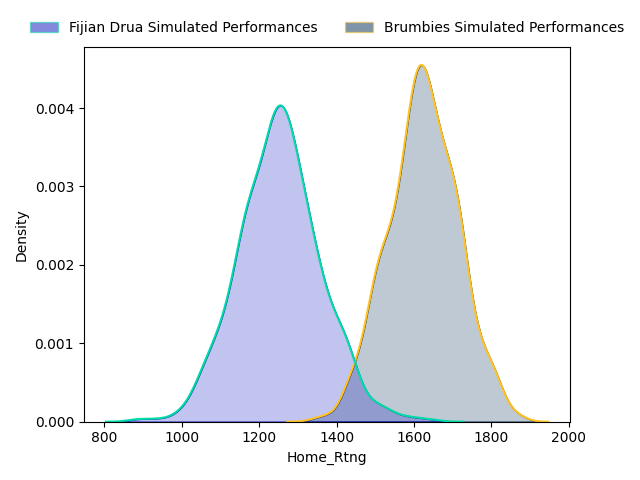 Fijian Drua Simulated Performances
Brumbies Simulated Performances
Density
0.004
0.003
0.002
0.001
0.000
800 1000 1200 1400 1600 1800 2000
Home_Rtng